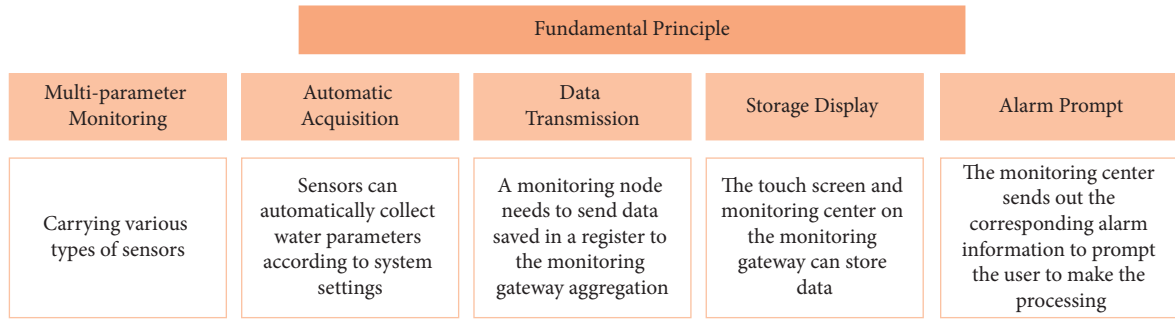 Fundamental Principle
Multi-parameter
Monitoring
Automatic
Acquisition
Data
Transmission
Storage Display
Alarm Prompt
Carrying various
types of sensors
Sensors can
automatically collect
water parameters
according to system
settings
A monitoring node
needs to send data
saved in a register to
the monitoring
gateway aggregation
The touch screen and
monitoring center on
the monitoring
gateway can store
data
The monitoring center
sends out the
corresponding alarm
information to prompt
the user to make the
processing